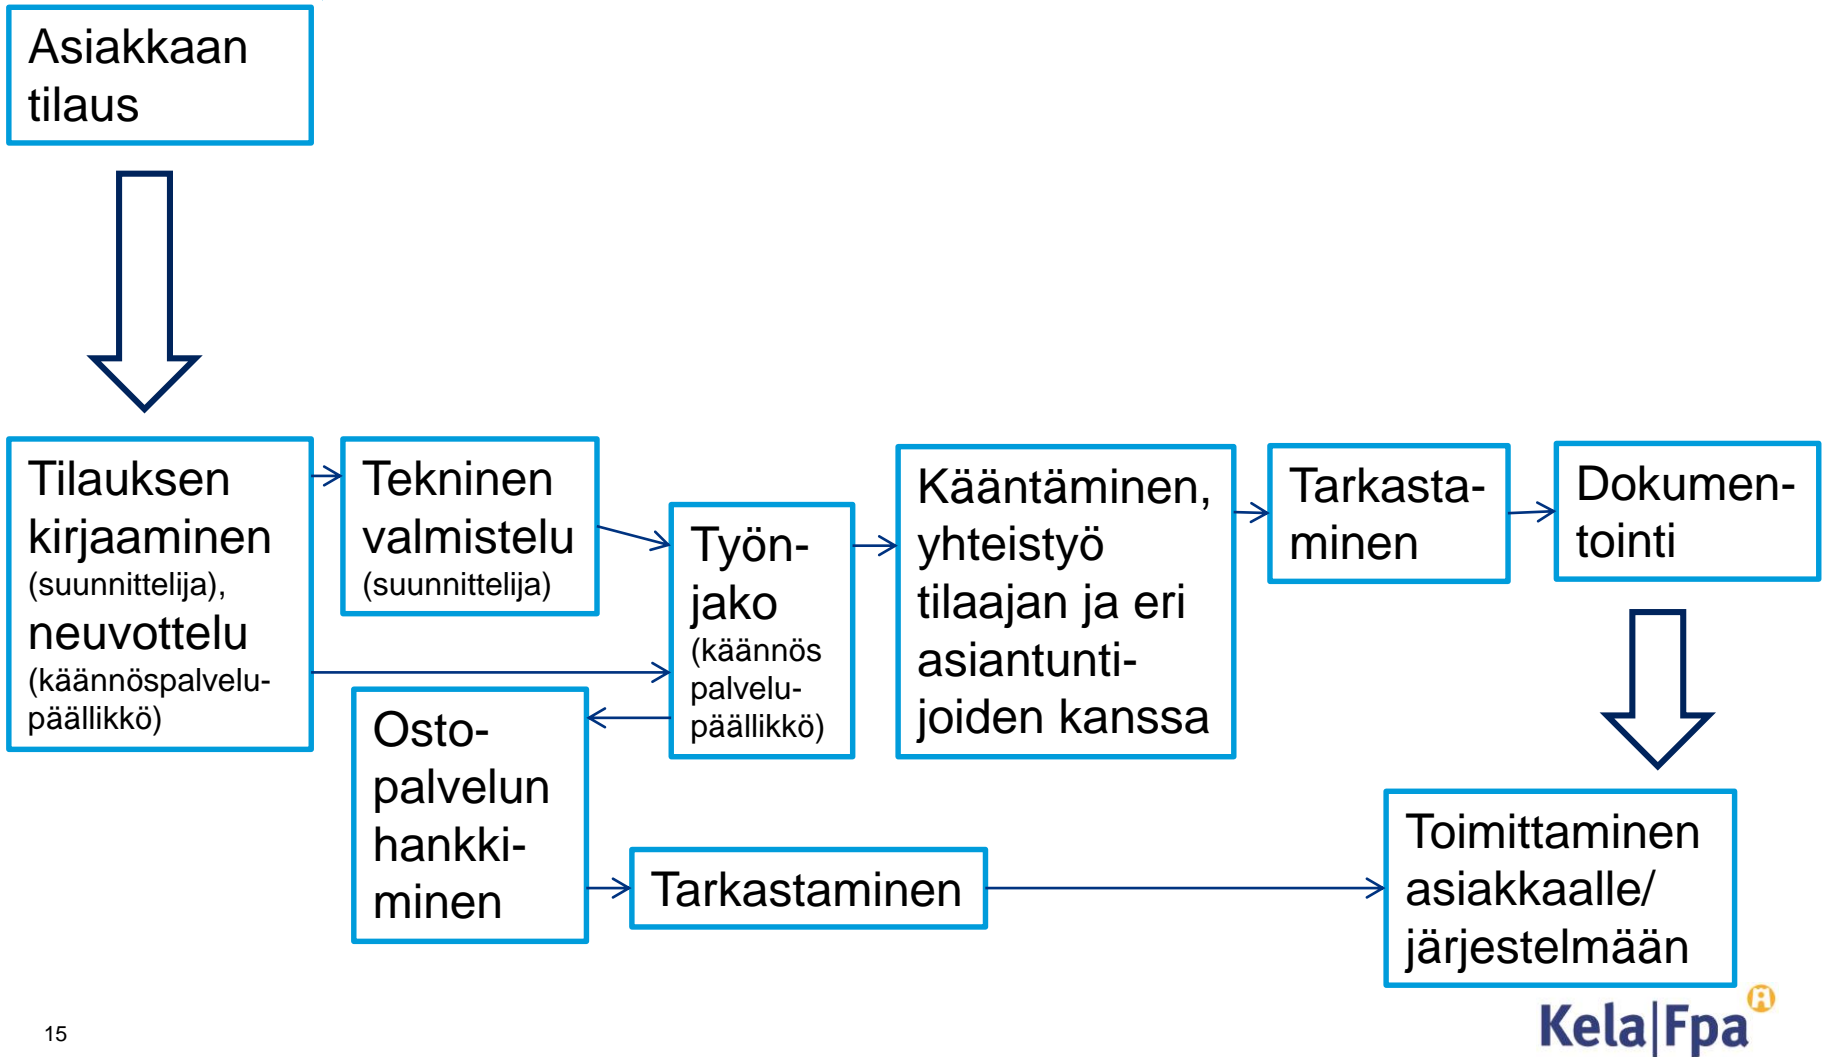 Asiakkaan
tilaus
Tilauksen
kirjaaminen
(suunnittelija),
neuvottelu
(käännöspalvelu-
päällikkö)
Tekninen
valmistelu
(suunnittelija)
Työn-
jako
(käännös
palvelu-
päällikkö)
Kääntäminen,
yhteistyö
tilaajan ja eri
asiantunti-
joiden kanssa
Tarkasta-
minen
Dokumen-
tointi
Osto-
palvelun
hankki-
minen
Tarkastaminen
Toimittaminen
asiakkaalle/
järjestelmään
15
Kela|Fpa